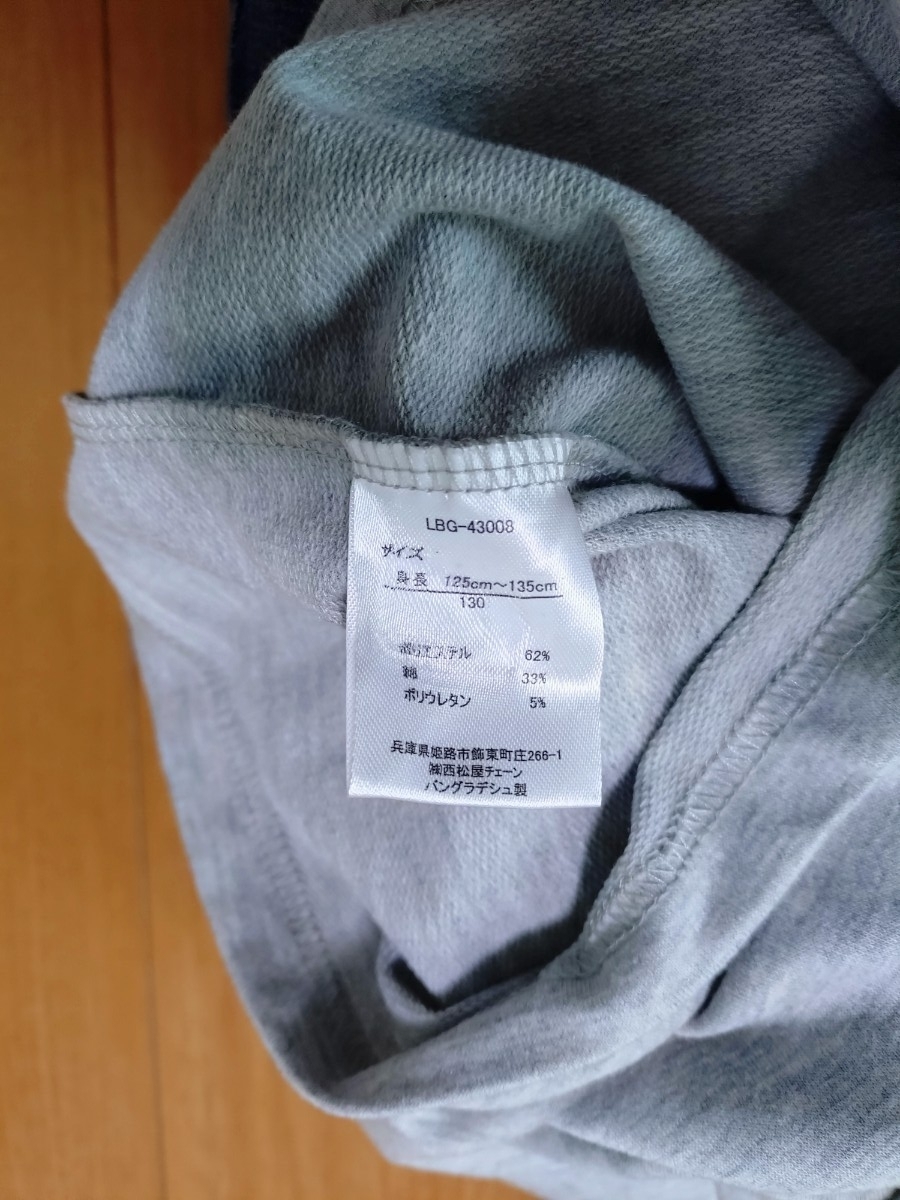 LBG-43008
サイズ
身長 125cm～135cm
130
ポリエステル 62%
綿 33%
ポリウレタン 5%
兵庫県姫路市飾東町庄266-1
㈱西松屋チェーン
バングラデシュ製